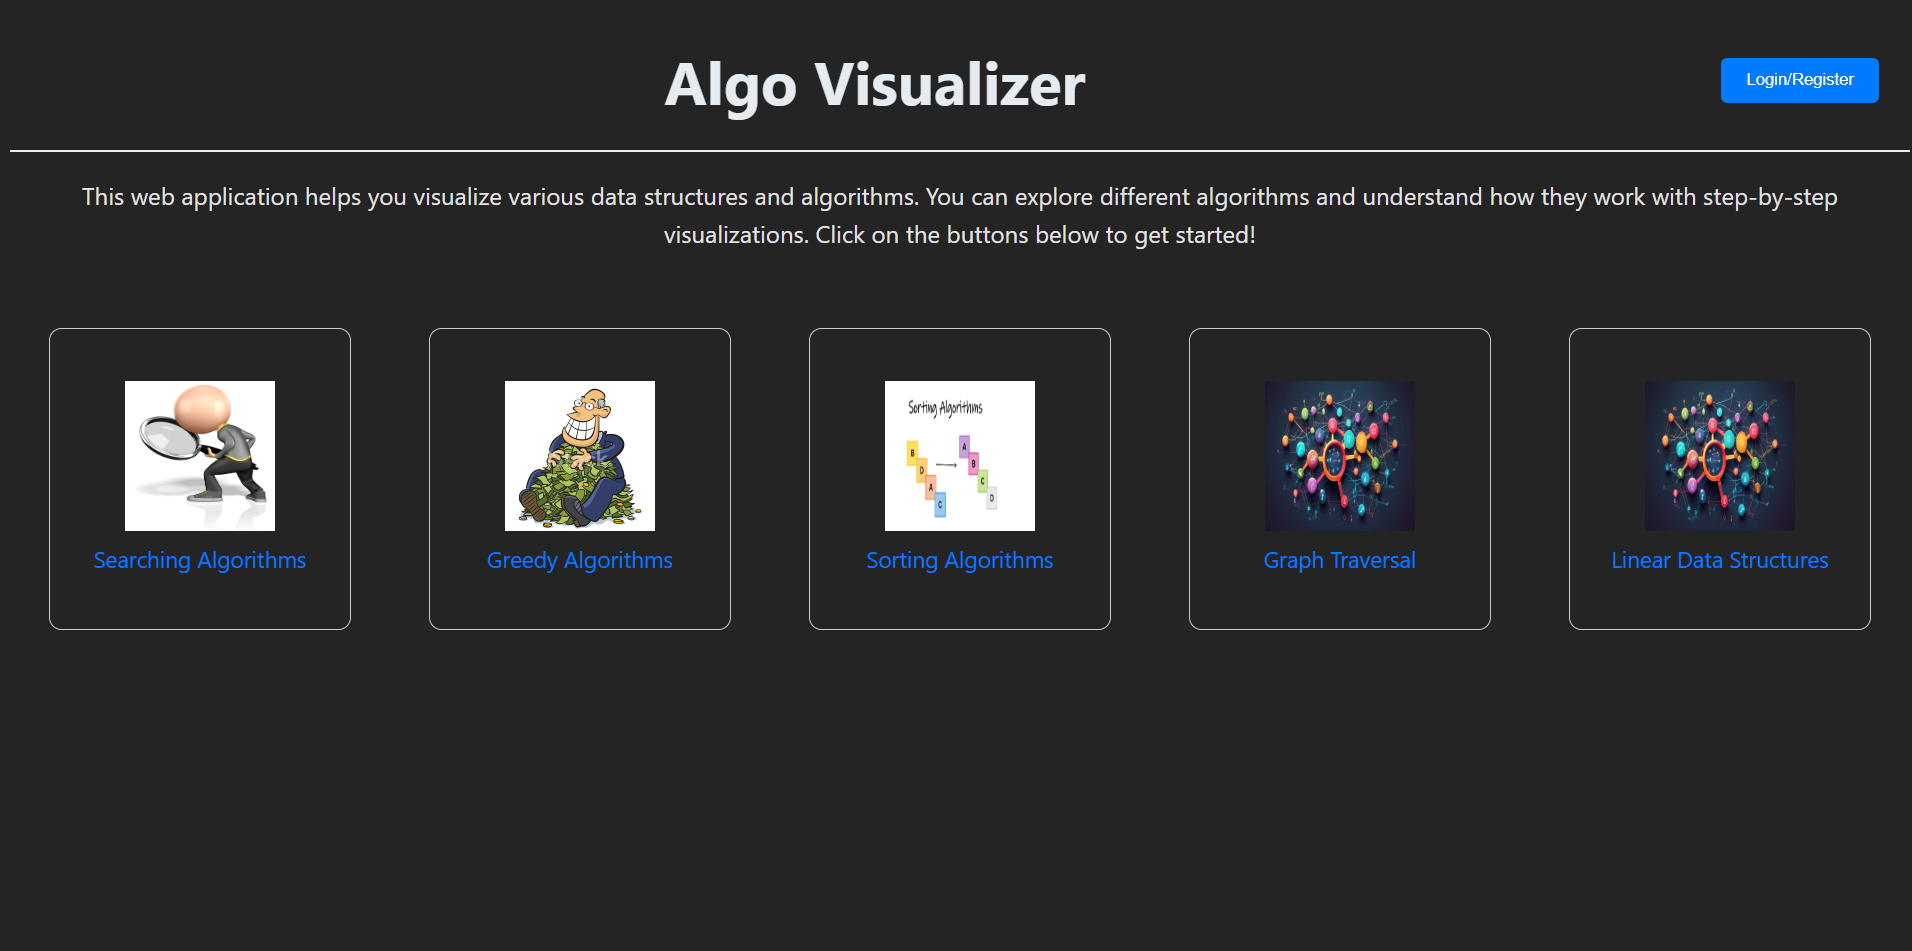 Algo Visualizer
Login/Register
This web application helps you visualize various data structures and algorithms. You can explore different algorithms and understand how they work with step-by-step
visualizations. Click on the buttons below to get started!
Sorting Algorithms
B
D
A
C
A
B
C
D
Searching Algorithms
Greedy Algorithms
Sorting Algorithms
Graph Traversal
Linear Data Structures